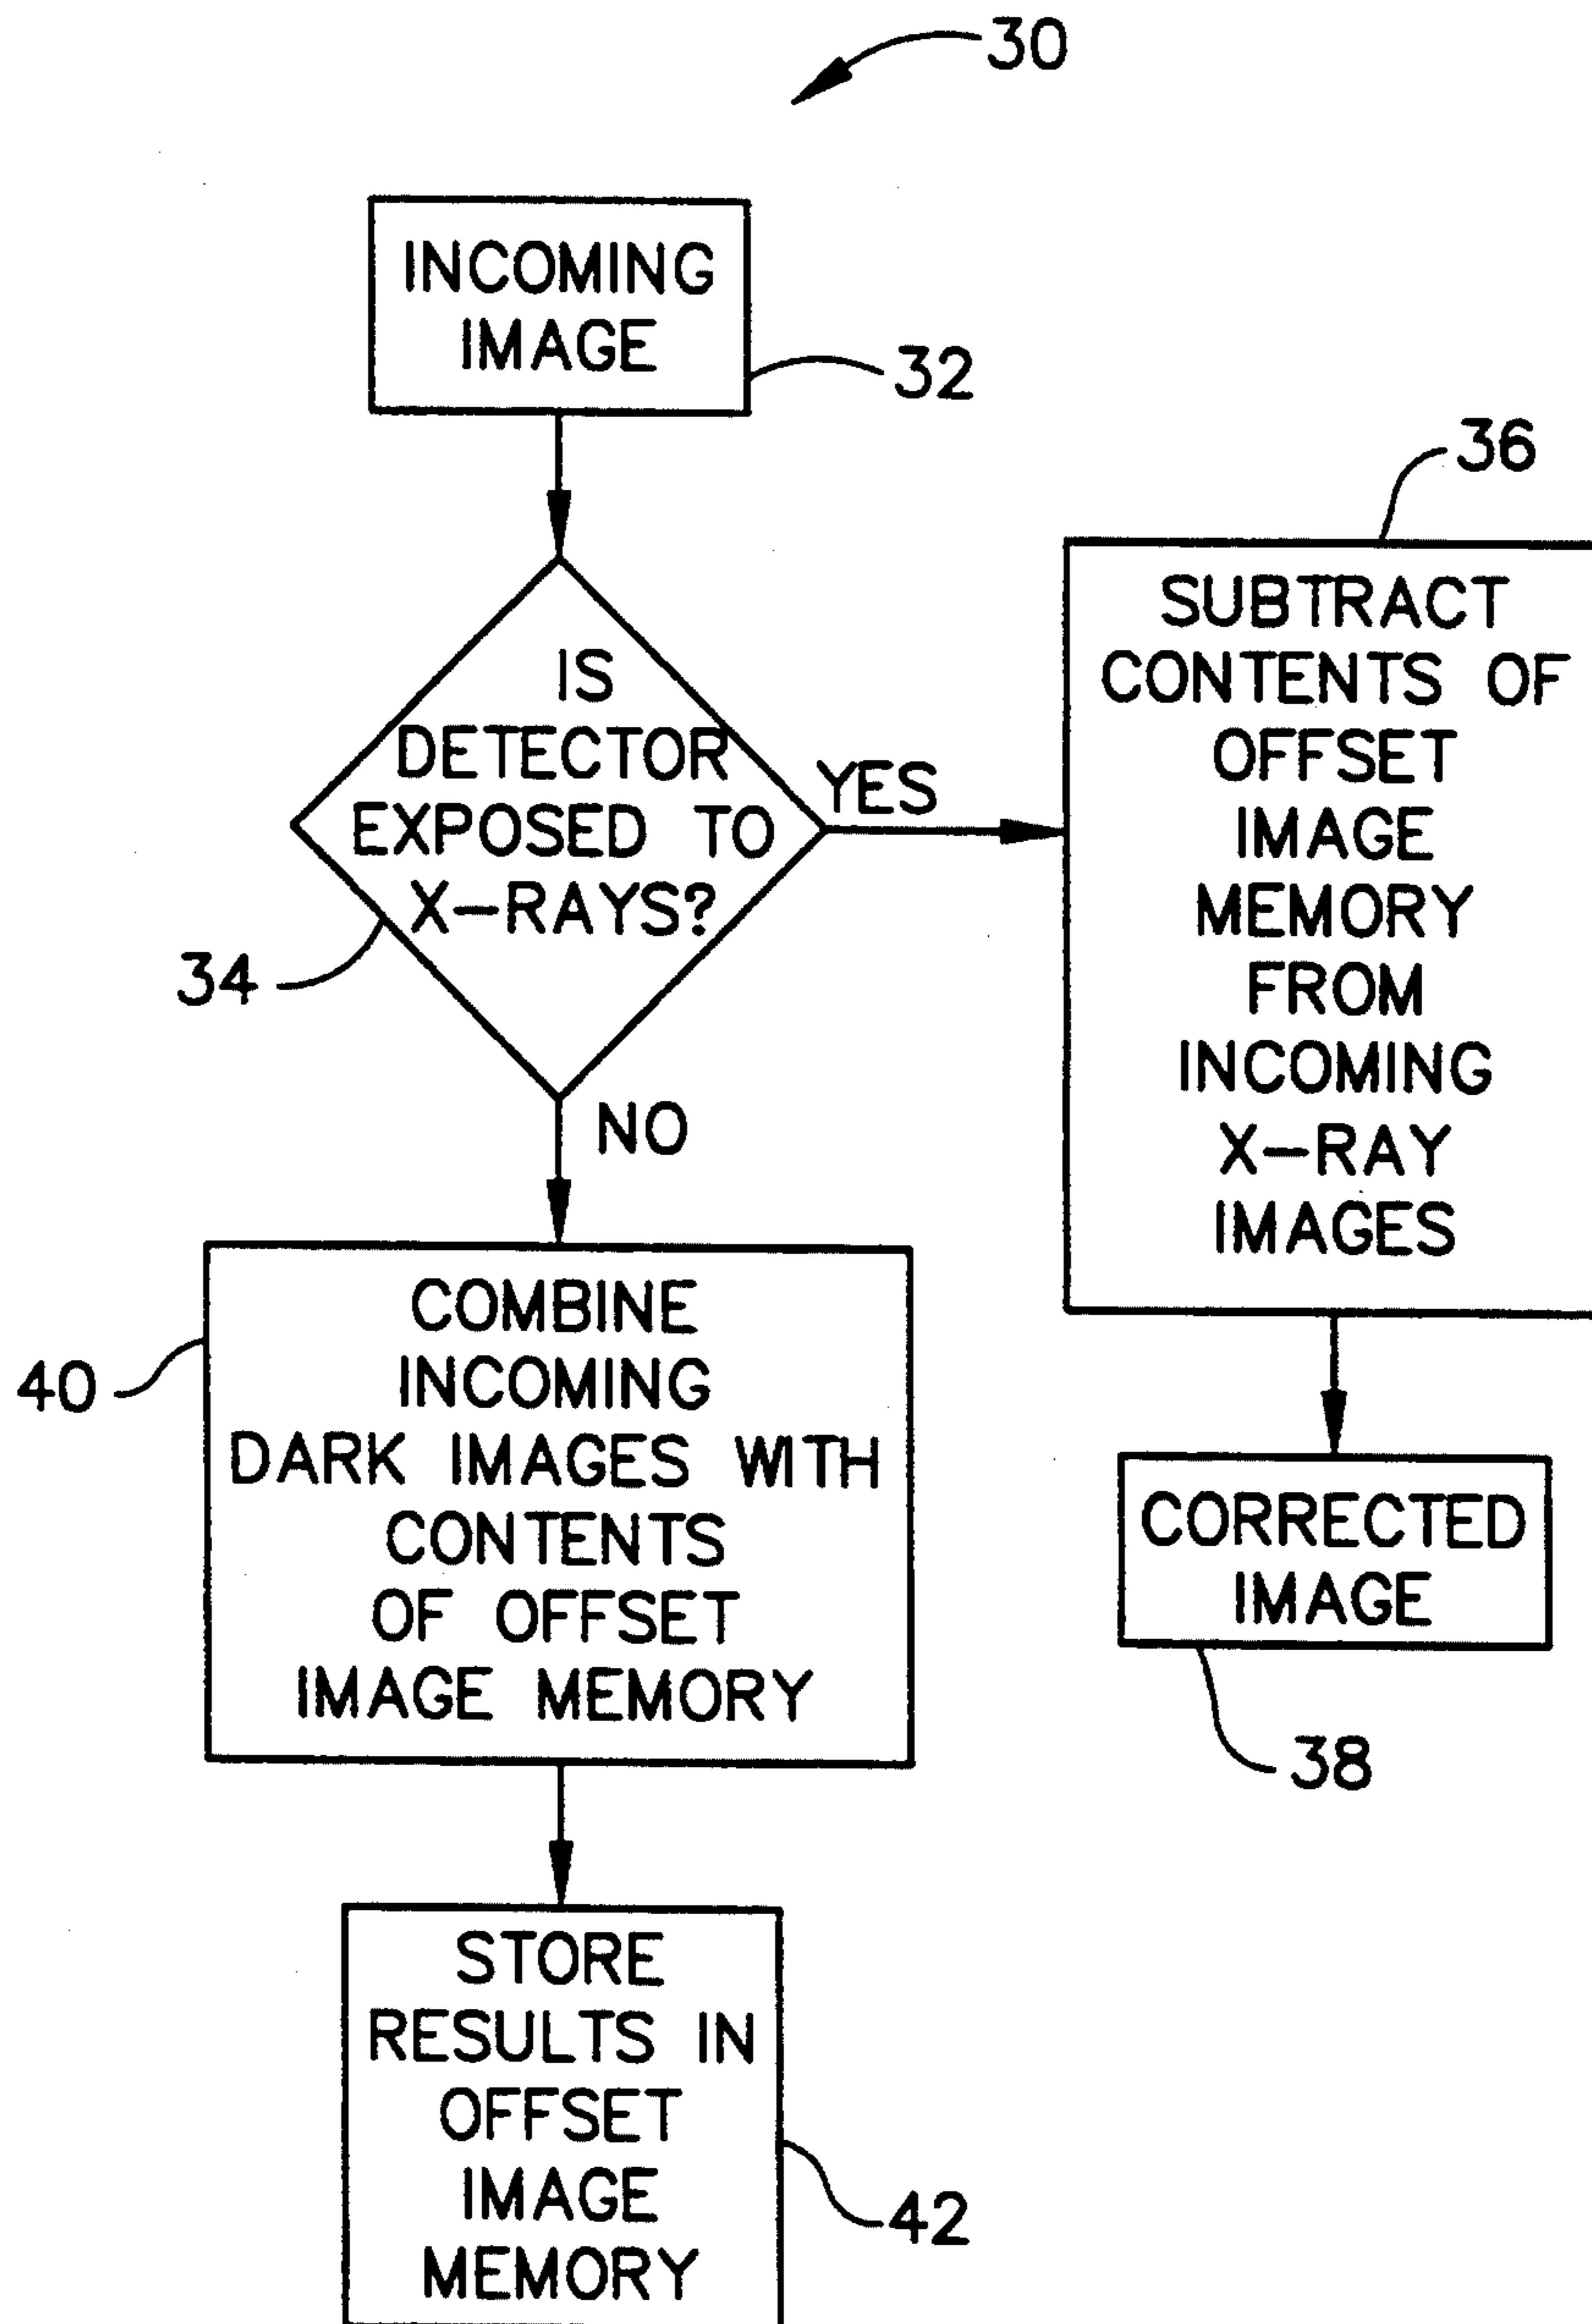 30
INCOMING
IMAGE
32
IS
DETECTOR
EXPOSED TO
X-RAYS?
34
YES
NO
36
SUBTRACT
CONTENTS OF
OFFSET
IMAGE
MEMORY
FROM
INCOMING
X-RAY
IMAGES
CORRECTED
IMAGE
38
40
COMBINE
INCOMING
DARK IMAGES WITH
CONTENTS
OF OFFSET
IMAGE MEMORY
STORE
RESULTS IN
OFFSET
IMAGE
MEMORY
42